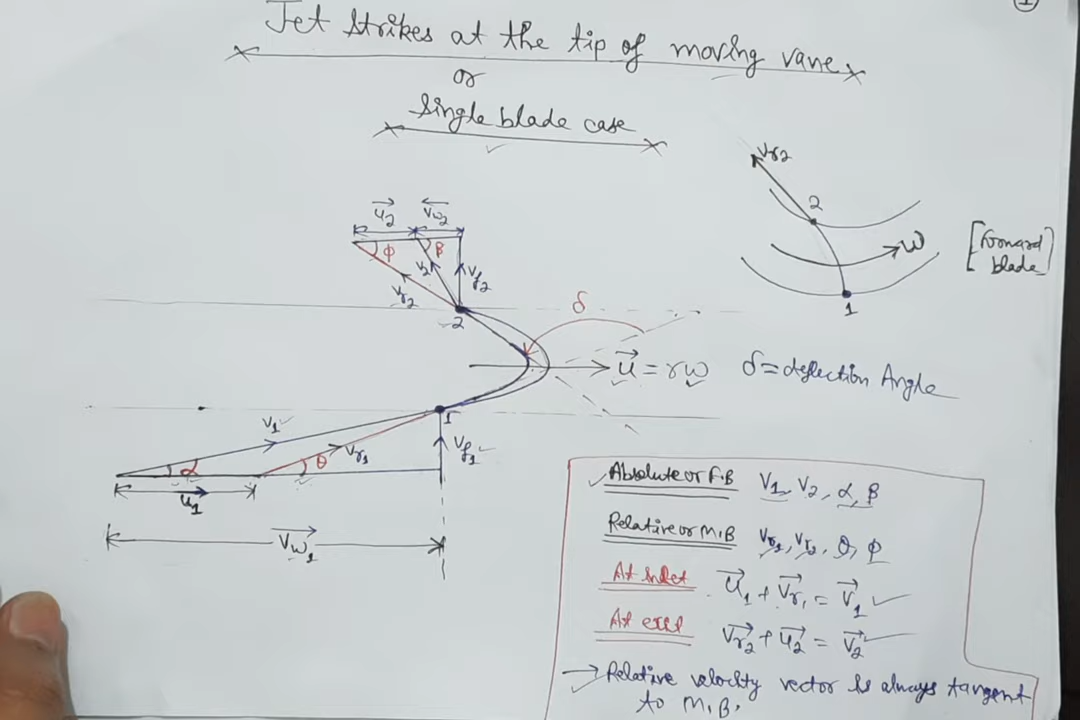 1
Jet strikes at the tip of moving vane
or
Single blade case
Vr2
2
ω
[Forward
blade]
1
u2 Vw2
ϕ β
V2 Vf2
Vr2
2
δ
u = rω δ = deflection Angle
1
V1
Vr1 Vf1
α θ
u1
Vw1
Absolute or F.B V1, V2, α, β
Relative or M.B Vr1, Vr2, θ, ϕ
At inlet u1 + Vr1 = V1 ✓
At exit Vr2 + u2 = V2
→ Relative velocity vector is always tangent
to M.B.